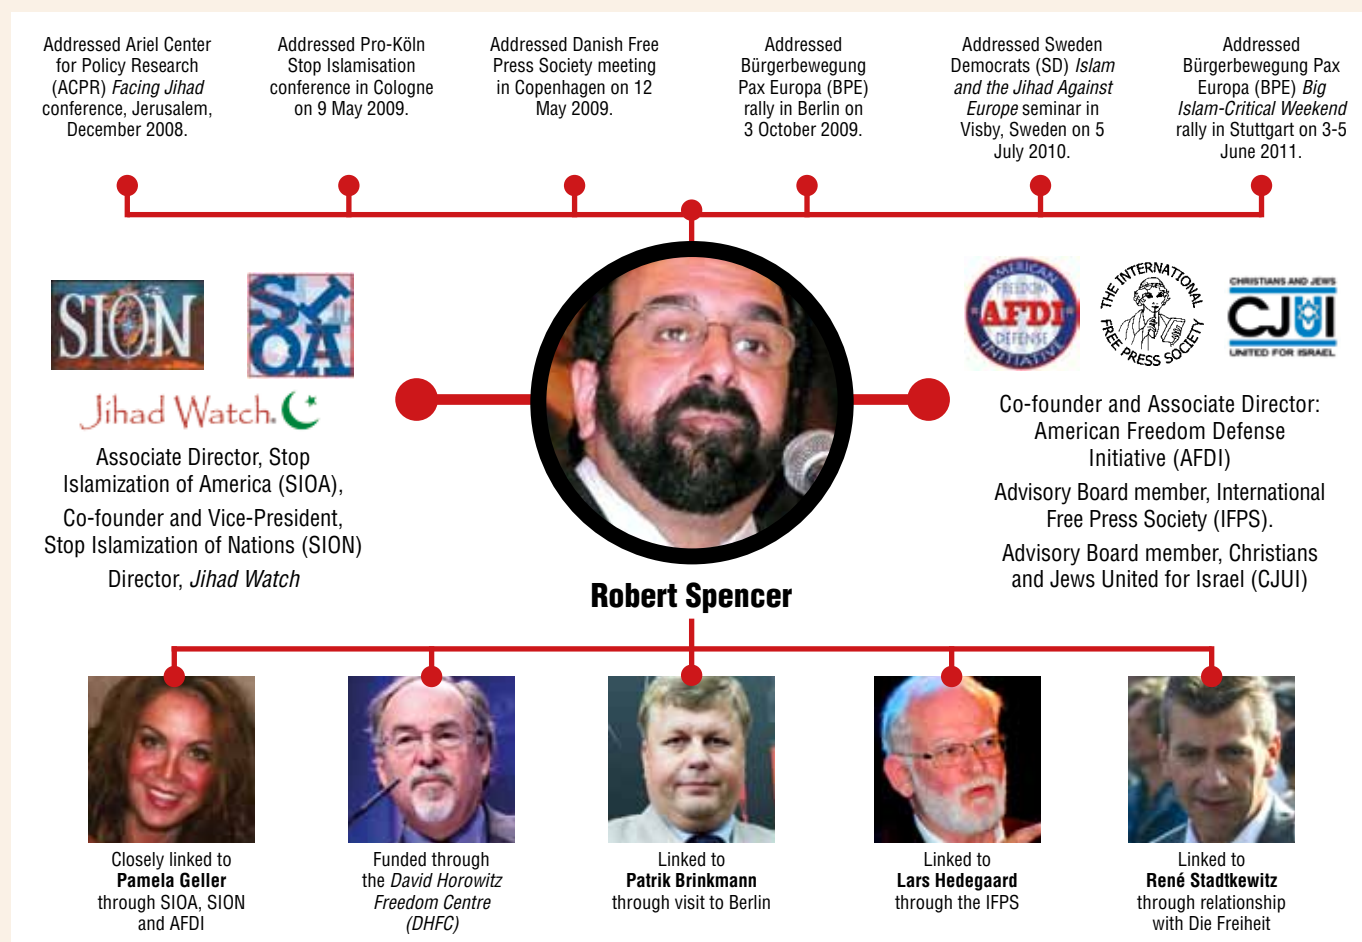 Addressed Ariel Center
for Policy Research
(ACPR) Facing Jihad
conference, Jerusalem,
December 2008.
Addressed Pro-Köln
Stop Islamisation
conference in Cologne
on 9 May 2009.
Addressed Danish Free
Press Society meeting
in Copenhagen on 12
May 2009.
Addressed
Bürgerbewegung
Pax Europa (BPE)
rally in Berlin on
3 October 2009.
Addressed Sweden
Democrats (SD) Islam
and the Jihad Against
Europe seminar in
Visby, Sweden on 5
July 2010.
Addressed
Bürgerbewegung Pax
Europa (BPE) Big
Islam-Critical Weekend
rally in Stuttgart on 3-5
June 2011.
SION
SIOA
Jihad Watch.
Associate Director, Stop
Islamization of America (SIOA),
Co-founder and Vice-President,
Stop Islamization of Nations (SION)
Director, Jihad Watch
AMERICAN
FREEDOM
AFDI
DEFENSE
INITIATIVE
THE INTERNATIONAL
FREE PRESS SOCIETY
CHRISTIANS AND JEWS
CJUI
UNITED FOR ISRAEL
Co-founder and Associate Director:
American Freedom Defense
Initiative (AFDI)
Advisory Board member, International
Free Press Society (IFPS).
Advisory Board member, Christians
and Jews United for Israel (CJUI)
Robert Spencer
Closely linked to
Pamela Geller
through SIOA, SION
and AFDI
Funded through
the David Horowitz
Freedom Centre
(DHFC)
Linked to
Patrik Brinkmann
through visit to Berlin
Linked to
Lars Hedegaard
through the IFPS
Linked to
René Stadtkewitz
through relationship
with Die Freiheit